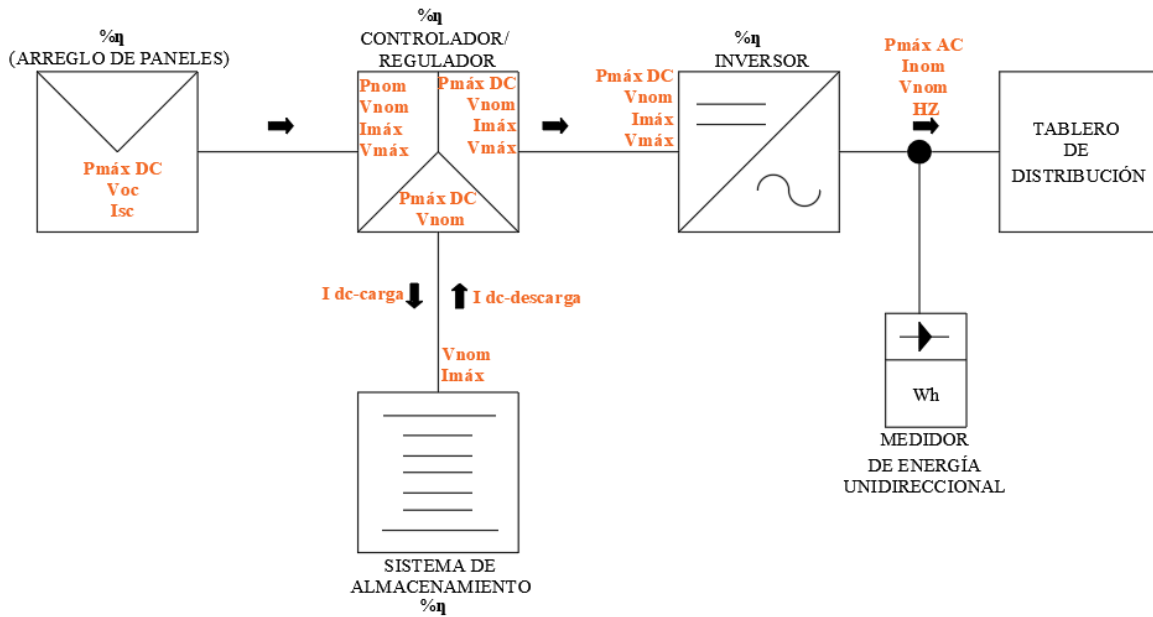 %η
(ARREGLO DE PANELES)
Pmáx DC
Voc
Isc
%η
CONTROLADOR/
REGULADOR
Pnom
Vnom
Imáx
Vmáx
Pmáx DC
Vnom
Imáx
Vmáx
Pmáx DC
Vnom
I dc-carga
I dc-descarga
Vnom
Imáx
SISTEMA DE
ALMACENAMIENTO
%η
Pmáx DC
Vnom
Imáx
Vmáx
%η
INVERSOR
Pmáx AC
Inom
Vnom
HZ
TABLERO
DE
DISTRIBUCIÓN
Wh
MEDIDOR
DE ENERGÍA
UNIDIRECCIONAL